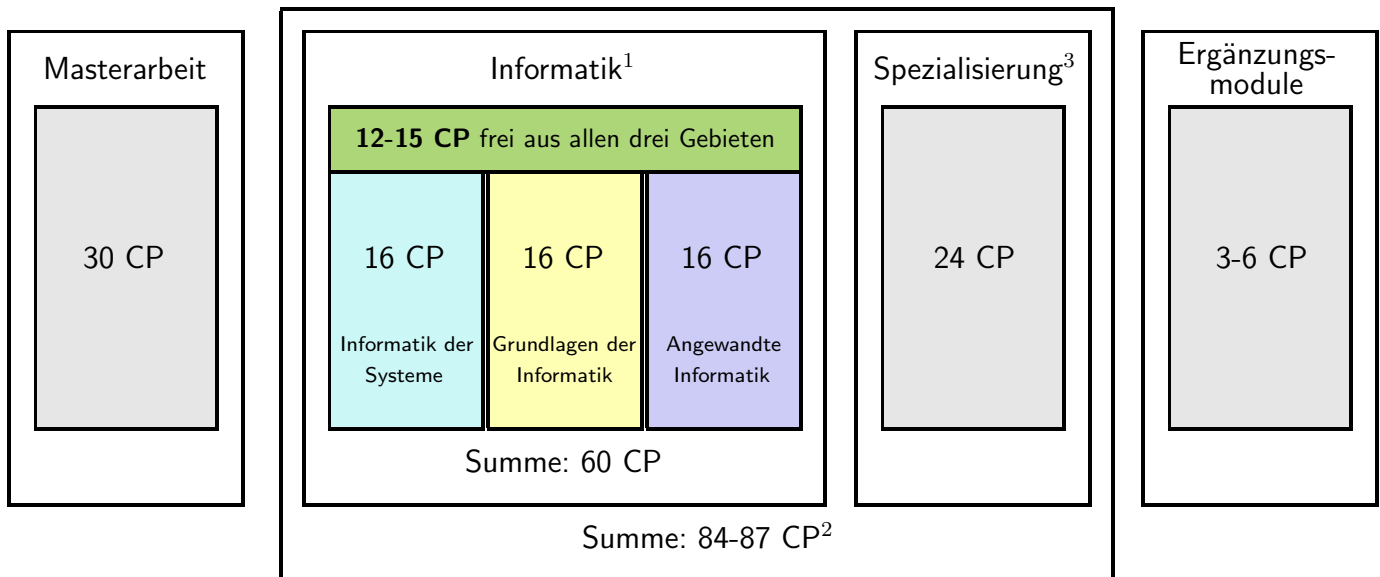 Masterarbeit
30 CP
Informatik¹
12-15 CP frei aus allen drei Gebieten
16 CP
Informatik der
Systeme
16 CP
Grundlagen der
Informatik
16 CP
Angewandte
Informatik
Summe: 60 CP
Spezialisierung³
24 CP
Summe: 84-87 CP²
Ergänzungs-
module
3-6 CP